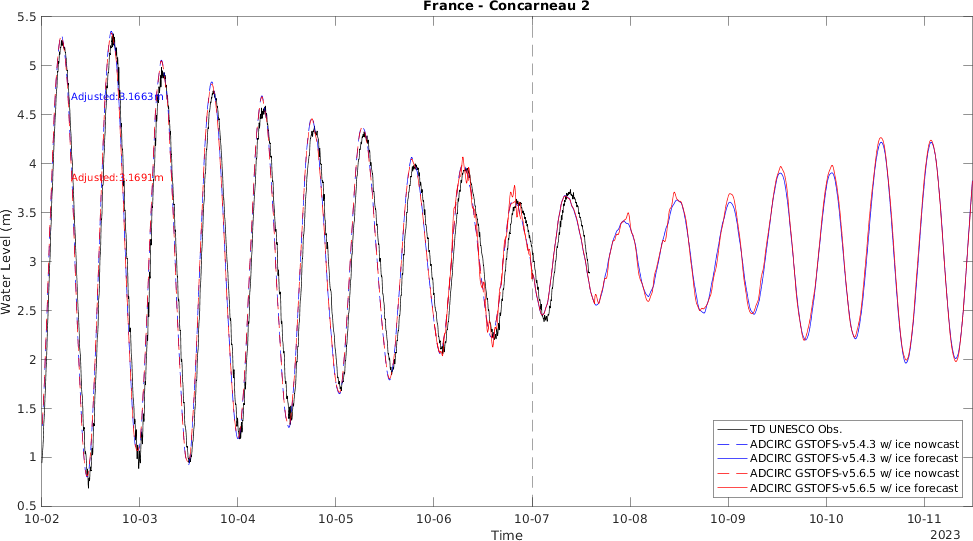 France - Concarneau 2
5.5
5
4.5
4
3.5
3
2.5
2
1.5
1
0.5
Water Level (m)
Adjusted:3.1663m
Adjusted:3.1691m
TD UNESCO Obs.
ADCIRC GSTOFS-v5.4.3 w/ ice nowcast
ADCIRC GSTOFS-v5.4.3 w/ ice forecast
ADCIRC GSTOFS-v5.6.5 w/ ice nowcast
ADCIRC GSTOFS-v5.6.5 w/ ice forecast
10-02 10-03 10-04 10-05 10-06 10-07 10-08 10-09 10-10 10-11
Time
2023